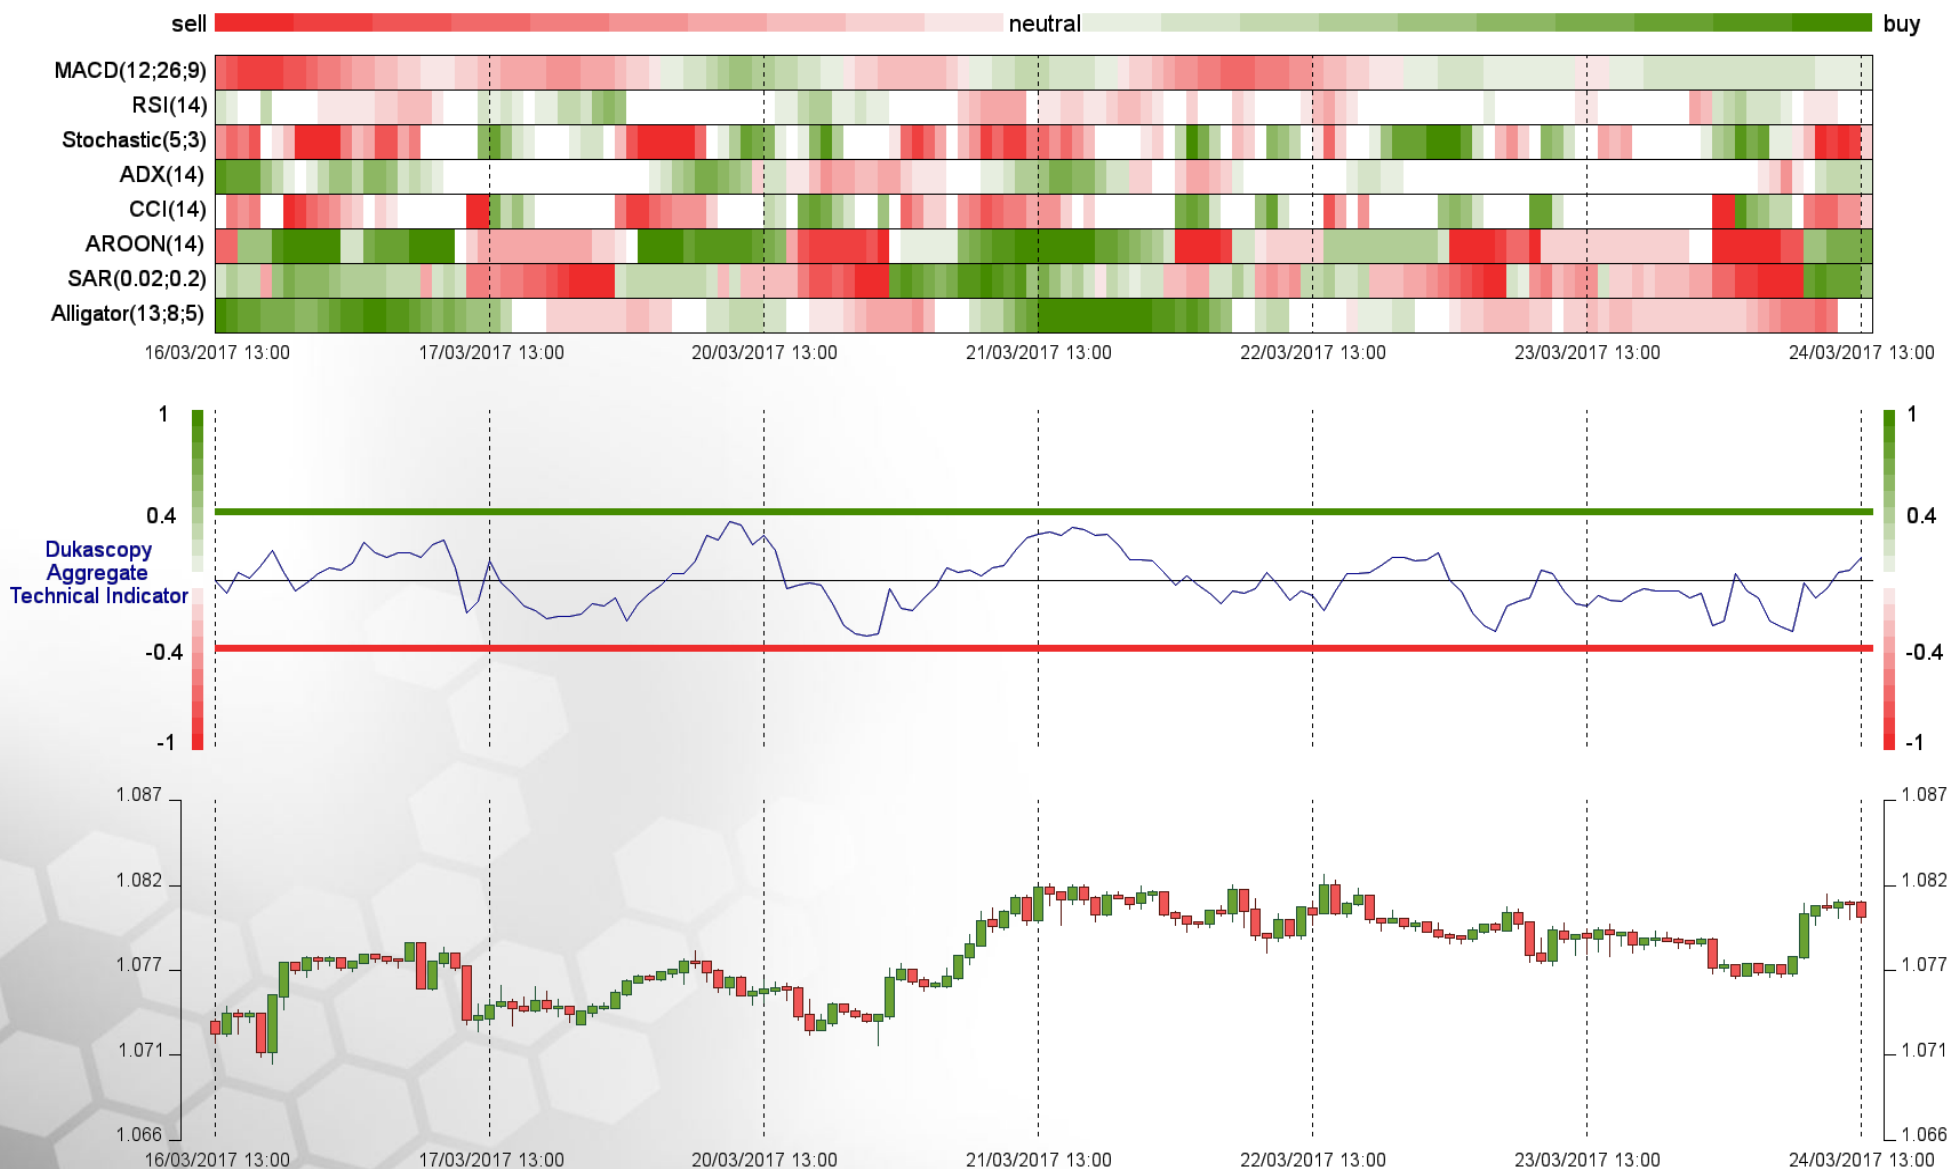 sell neutral buy
MACD(12;26;9)
RSI(14)
Stochastic(5;3)
ADX(14)
CCI(14)
AROON(14)
SAR(0.02;0.2)
Alligator(13;8;5)
16/03/2017 13:00 17/03/2017 13:00 20/03/2017 13:00 21/03/2017 13:00 22/03/2017 13:00 23/03/2017 13:00 24/03/2017 13:00
1 1
0.4 0.4
Dukascopy
Aggregate
Technical Indicator
-0.4 -0.4
-1 -1
1.087 1.087
1.082 1.082
1.077 1.077
1.071 1.071
1.066 1.066
16/03/2017 13:00 17/03/2017 13:00 20/03/2017 13:00 21/03/2017 13:00 22/03/2017 13:00 23/03/2017 13:00 24/03/2017 13:00